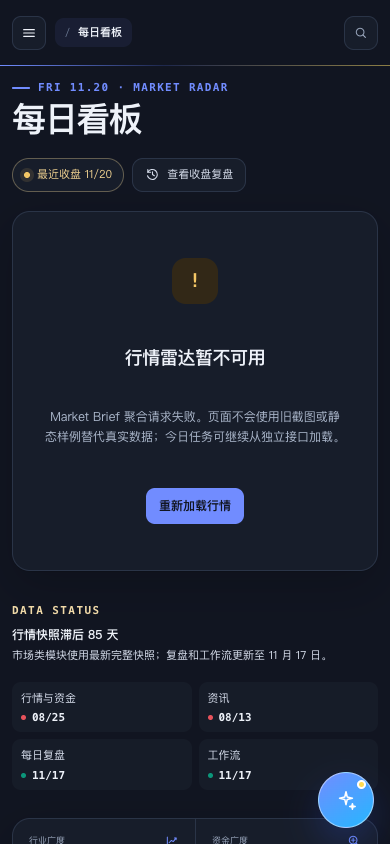 / 每日看板
FRI 11.20 · MARKET RADAR
每日看板
最近收盘 11/20
查看收盘复盘
!
行情雷达暂不可用
Market Brief 聚合请求失败。页面不会使用旧截图或静
态样例替代真实数据；今日任务可继续从独立接口加载。
重新加载行情
DATA STATUS
行情快照滞后 85 天
市场类模块使用最新完整快照；复盘和工作流更新至 11 月 17 日。
行情与资金
08/25
资讯
08/13
每日复盘
11/17
工作流
11/17
行业广度
资金广度